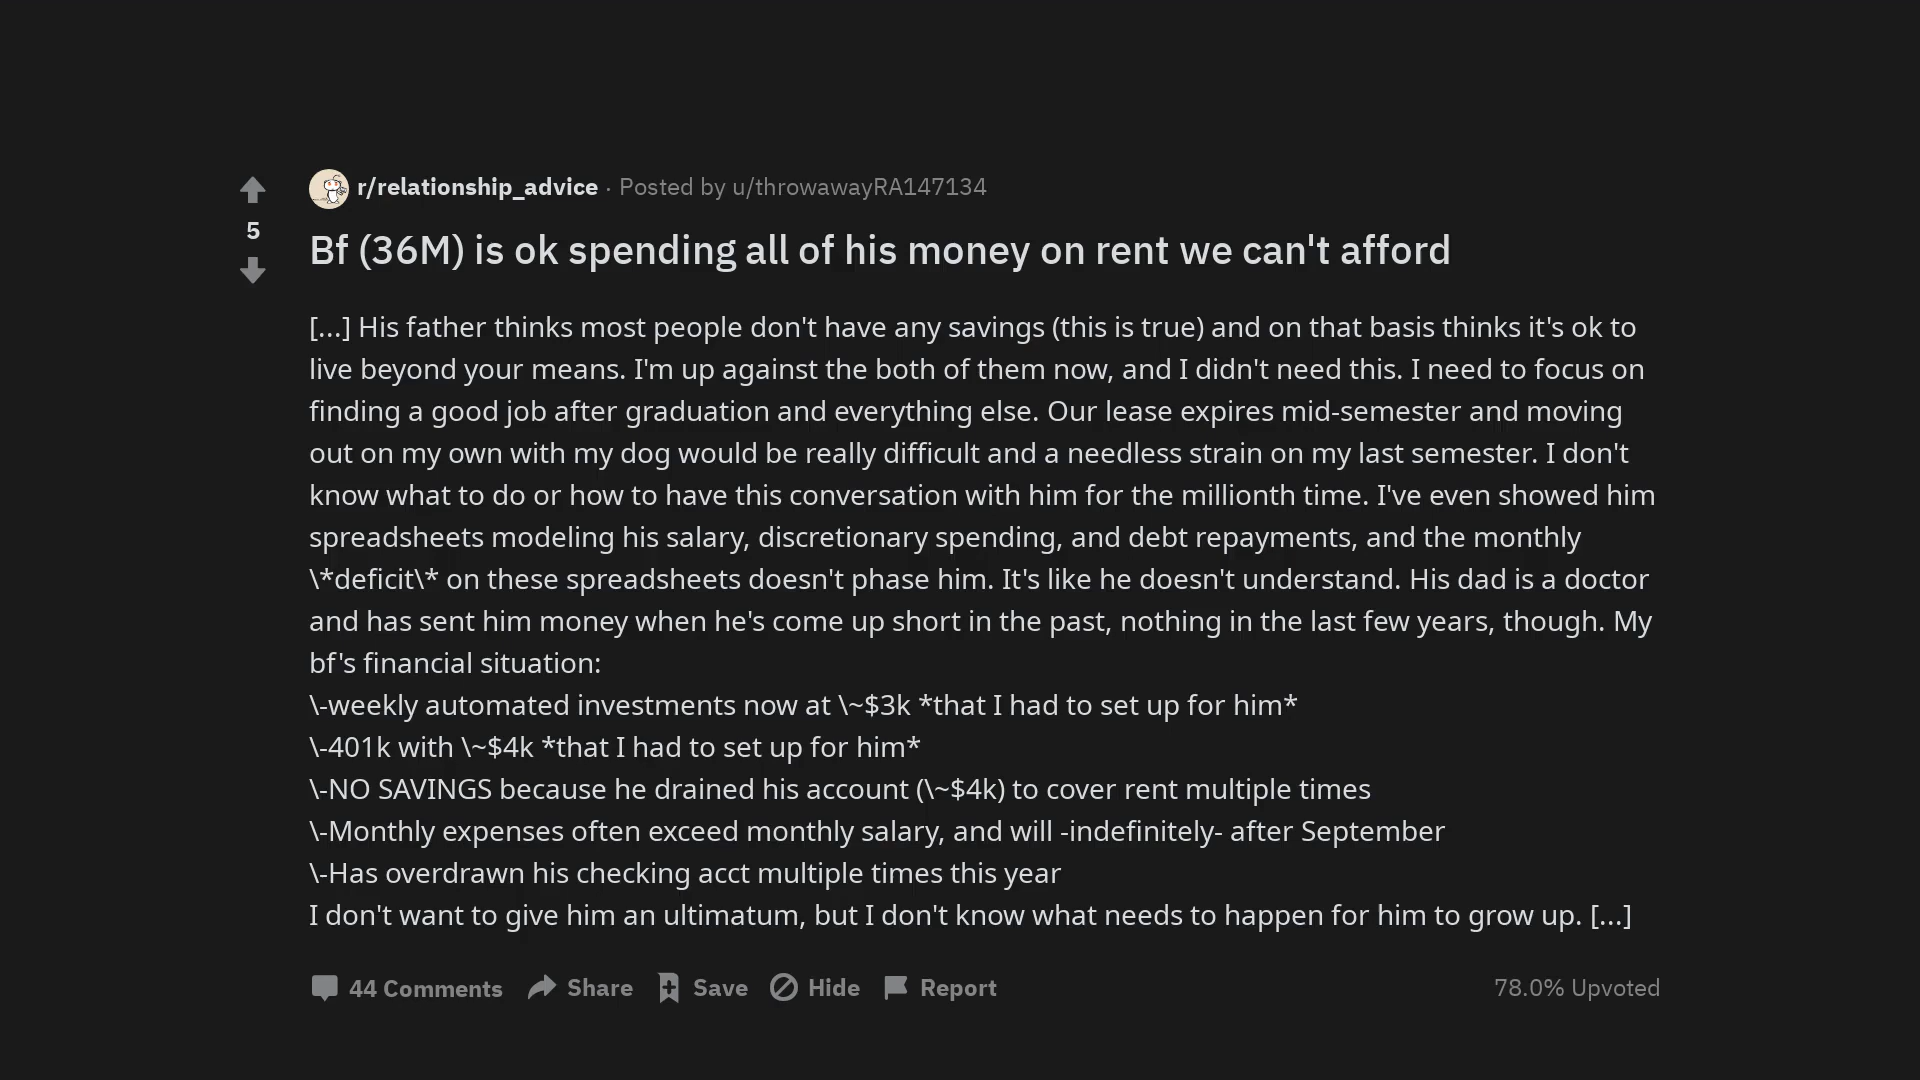 r/relationship_advice · Posted by u/throwawayRA147134
5
Bf (36M) is ok spending all of his money on rent we can't afford
[...] His father thinks most people don't have any savings (this is true) and on that basis thinks it's ok to
live beyond your means. I'm up against the both of them now, and I didn't need this. I need to focus on
finding a good job after graduation and everything else. Our lease expires mid-semester and moving
out on my own with my dog would be really difficult and a needless strain on my last semester. I don't
know what to do or how to have this conversation with him for the millionth time. I've even showed him
spreadsheets modeling his salary, discretionary spending, and debt repayments, and the monthly
\*deficit\* on these spreadsheets doesn't phase him. It's like he doesn't understand. His dad is a doctor
and has sent him money when he's come up short in the past, nothing in the last few years, though. My
bf's financial situation:
\-weekly automated investments now at \~$3k *that I had to set up for him*
\-401k with \~$4k *that I had to set up for him*
\-NO SAVINGS because he drained his account (\~$4k) to cover rent multiple times
\-Monthly expenses often exceed monthly salary, and will -indefinitely- after September
\-Has overdrawn his checking acct multiple times this year
I don't want to give him an ultimatum, but I don't know what needs to happen for him to grow up. [...]
44 Comments Share Save Hide Report 78.0% Upvoted